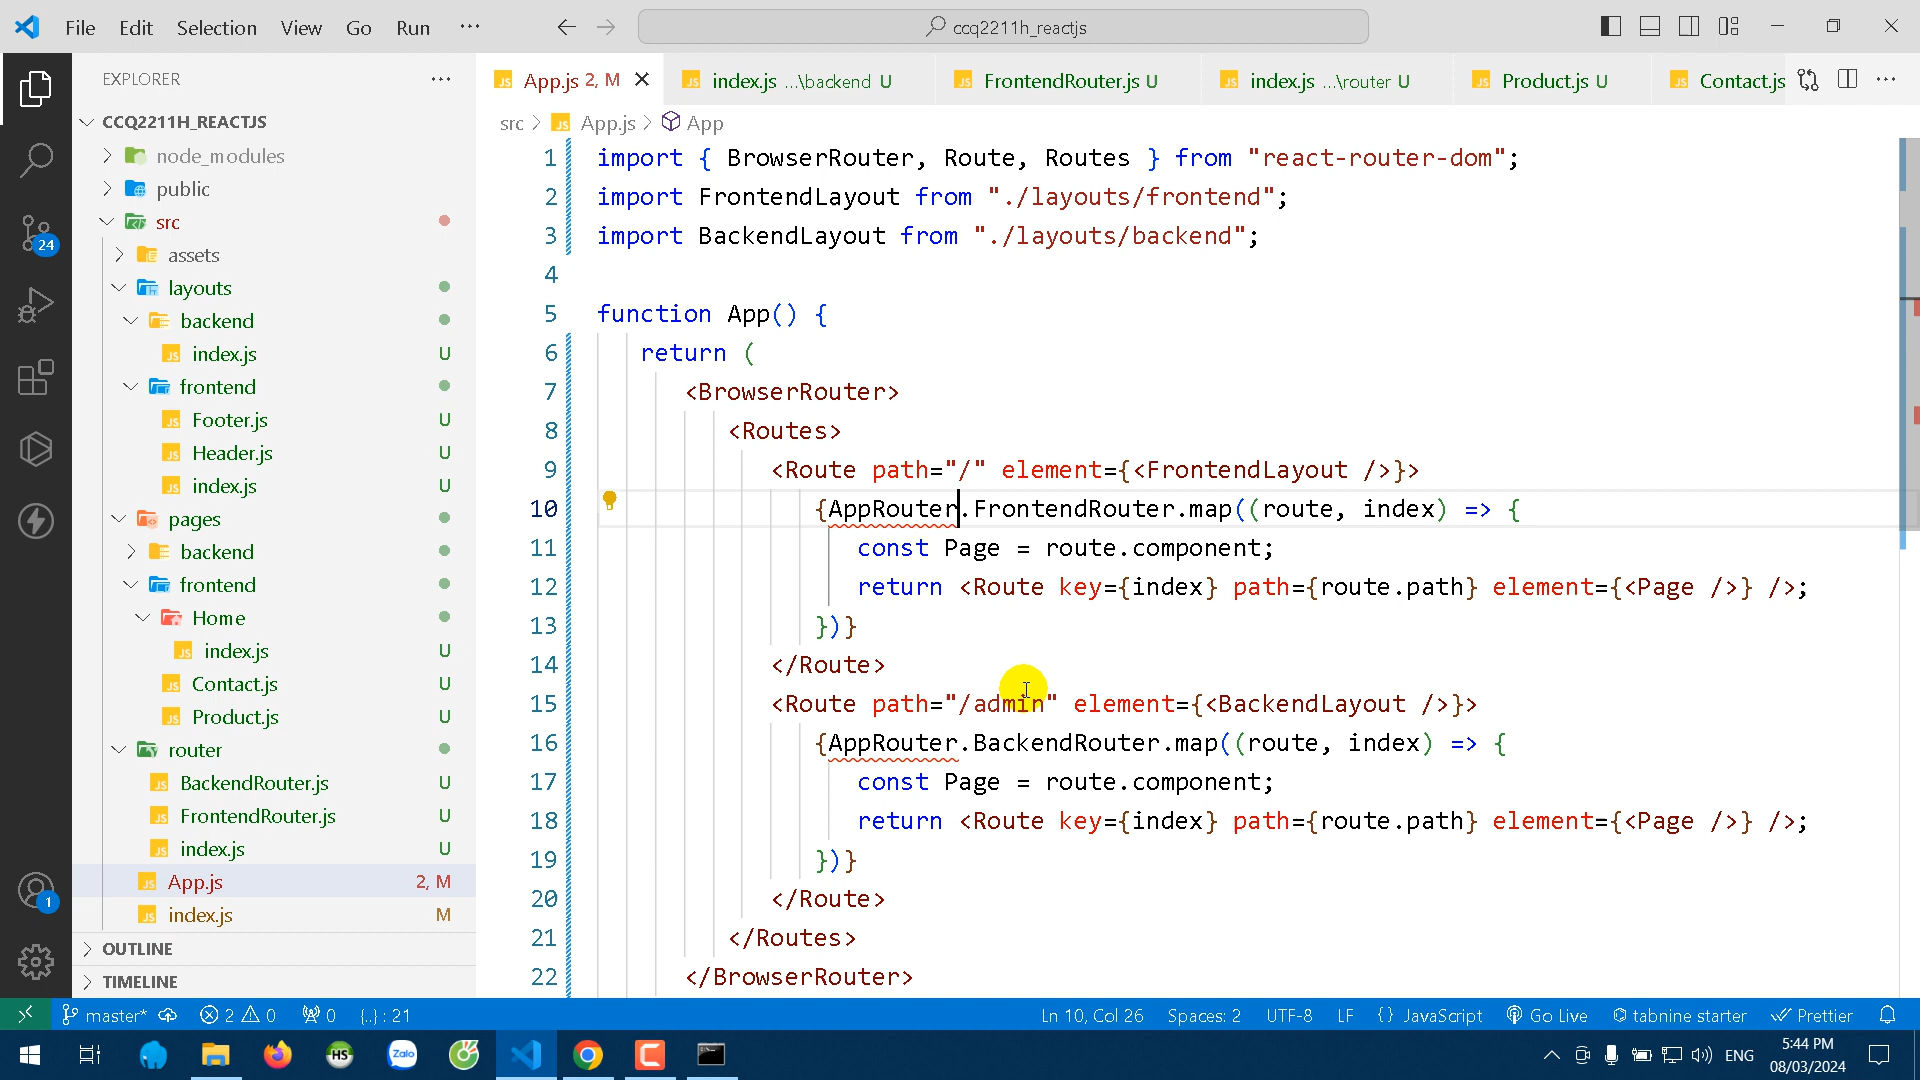 File Edit Selection View Go Run ··· ccq2211h_reactjs
EXPLORER ···
App.js 2, M
index.js ...\backend U
FrontendRouter.js U
index.js ...\router U
Product.js U
Contact.js
···
CCQ2211H_REACTJS
node_modules
public
src
assets
layouts
backend
index.js U
frontend
Footer.js U
Header.js U
index.js U
pages
backend
frontend
Home
index.js U
Contact.js U
Product.js U
router
BackendRouter.js U
FrontendRouter.js U
index.js U
App.js 2, M
index.js M
OUTLINE
TIMELINE
24
1
src > App.js > App
1 import { BrowserRouter, Route, Routes } from "react-router-dom";
2 import FrontendLayout from "./layouts/frontend";
3 import BackendLayout from "./layouts/backend";
4
5 function App() {
6 return (
7 <BrowserRouter>
8 <Routes>
9 <Route path="/" element={<FrontendLayout />}>
10 {AppRouter.FrontendRouter.map((route, index) => {
11 const Page = route.component;
12 return <Route key={index} path={route.path} element={<Page />} />;
13 })}
14 </Route>
15 <Route path="/admin" element={<BackendLayout />}>
16 {AppRouter.BackendRouter.map((route, index) => {
17 const Page = route.component;
18 return <Route key={index} path={route.path} element={<Page />} />;
19 })}
20 </Route>
21 </Routes>
22 </BrowserRouter>
master* 2 0 0 {..} : 21 Ln 10, Col 26 Spaces: 2 UTF-8 LF {} JavaScript Go Live tabnine starter Prettier
HS Zalo ENG
5:44 PM
08/03/2024